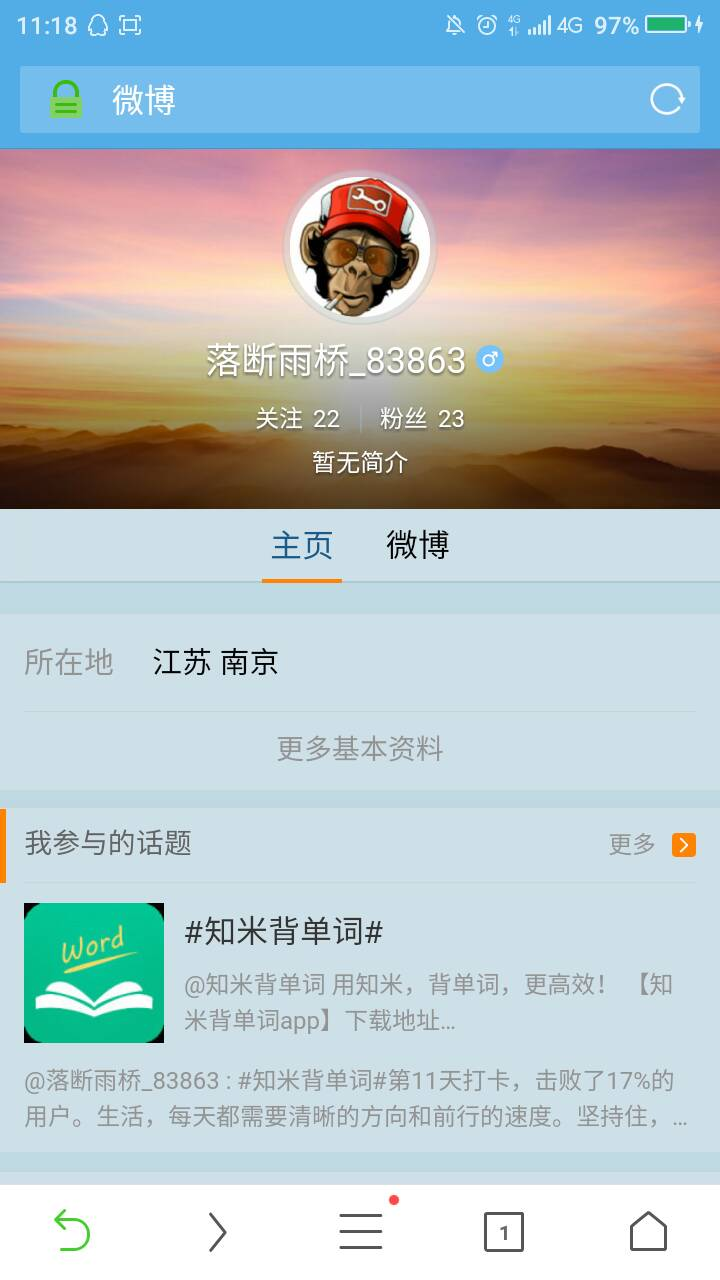 11:18
4G
4G 97%
微博
落断雨桥_83863
关注 22
粉丝 23
暂无简介
主页
微博
所在地
江苏 南京
更多基本资料
我参与的话题
更多
Word
#知米背单词#
@知米背单词 用知米，背单词，更高效！ 【知
米背单词app】下载地址...
@落断雨桥_83863 : #知米背单词#第11天打卡，击败了17%的
用户。生活，每天都需要清晰的方向和前行的速度。坚持住，...
1